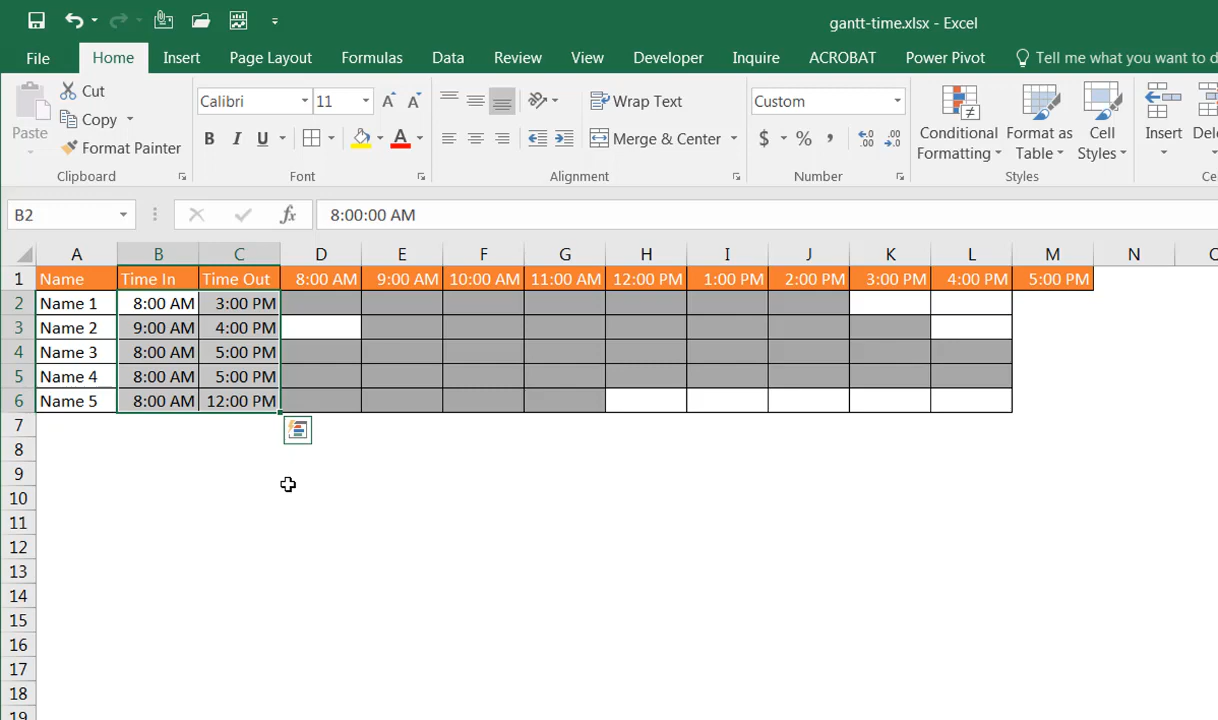 gantt-time.xlsx - Excel
File Home Insert Page Layout Formulas Data Review View Developer Inquire ACROBAT Power Pivot Tell me what you want to d
Paste
Cut
Copy
Format Painter
Clipboard
Calibri 11
B I U
Font
Wrap Text
Merge & Center
Alignment
Custom
$ % , .0 .00
Number
Conditional Formatting
Format as Table
Cell Styles
Styles
Insert
Del
Ce
B2 fx 8:00:00 AM
A B C D E F G H I J K L M N
1 Name Time In Time Out 8:00 AM 9:00 AM 10:00 AM 11:00 AM 12:00 PM 1:00 PM 2:00 PM 3:00 PM 4:00 PM 5:00 PM
2 Name 1 8:00 AM 3:00 PM
3 Name 2 9:00 AM 4:00 PM
4 Name 3 8:00 AM 5:00 PM
5 Name 4 8:00 AM 5:00 PM
6 Name 5 8:00 AM 12:00 PM
7
8
9
10
11
12
13
14
15
16
17
18
19